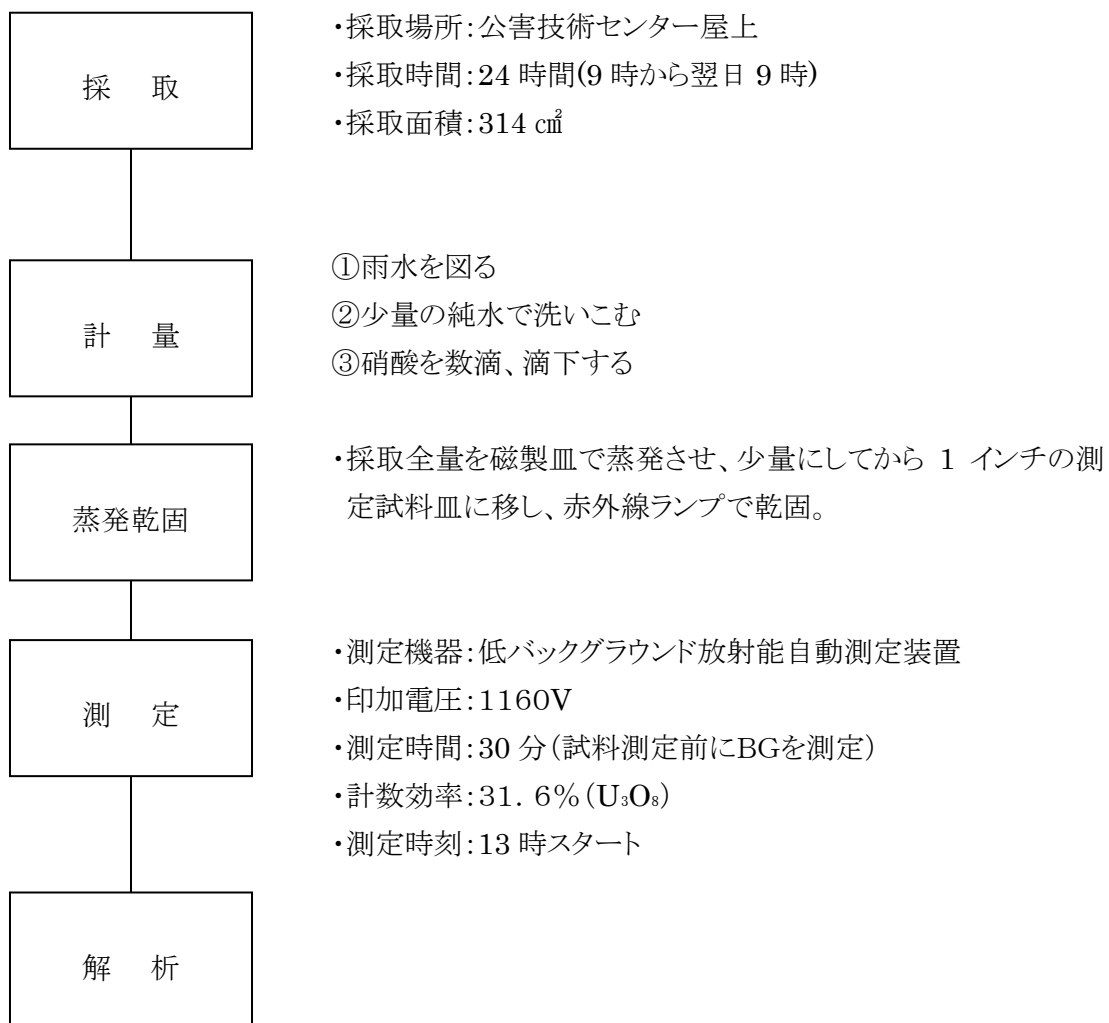 採　取
・採取場所：公害技術センター屋上
・採取時間：24 時間(9 時から翌日 9 時)
・採取面積：314 ㎠
計　量
①雨水を図る
②少量の純水で洗いこむ
③硝酸を数滴、滴下する
蒸発乾固
・採取全量を磁製皿で蒸発させ、少量にしてから 1 インチの測
定試料皿に移し、赤外線ランプで乾固。
測　定
・測定機器：低バックグラウンド放射能自動測定装置
・印加電圧：1160V
・測定時間：30 分（試料測定前にBGを測定）
・計数効率：31．6％（U₃O₈）
・測定時刻：13 時スタート
解　析